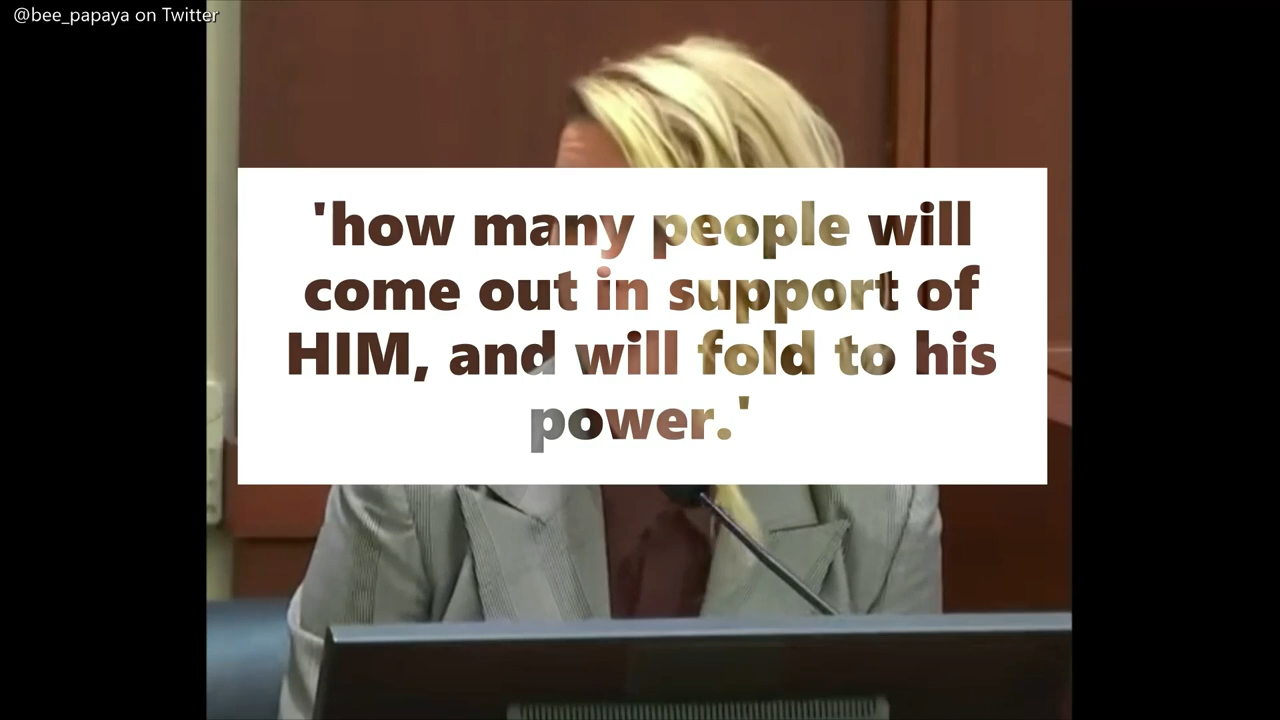 @bee_papaya on Twitter
'how many people will
come out in support of
HIM, and will fold to his
power.'